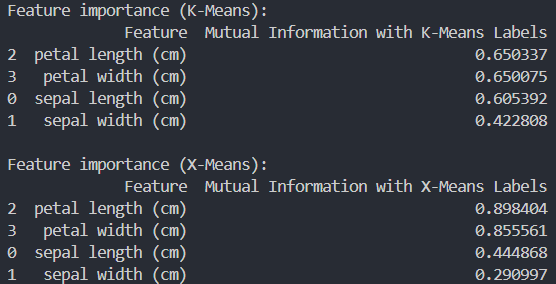 Feature importance (K-Means):
Feature Mutual Information with K-Means Labels
2 petal length (cm) 0.650337
3 petal width (cm) 0.650075
0 sepal length (cm) 0.605392
1 sepal width (cm) 0.422808
Feature importance (X-Means):
Feature Mutual Information with X-Means Labels
2 petal length (cm) 0.898404
3 petal width (cm) 0.855561
0 sepal length (cm) 0.444868
1 sepal width (cm) 0.290997